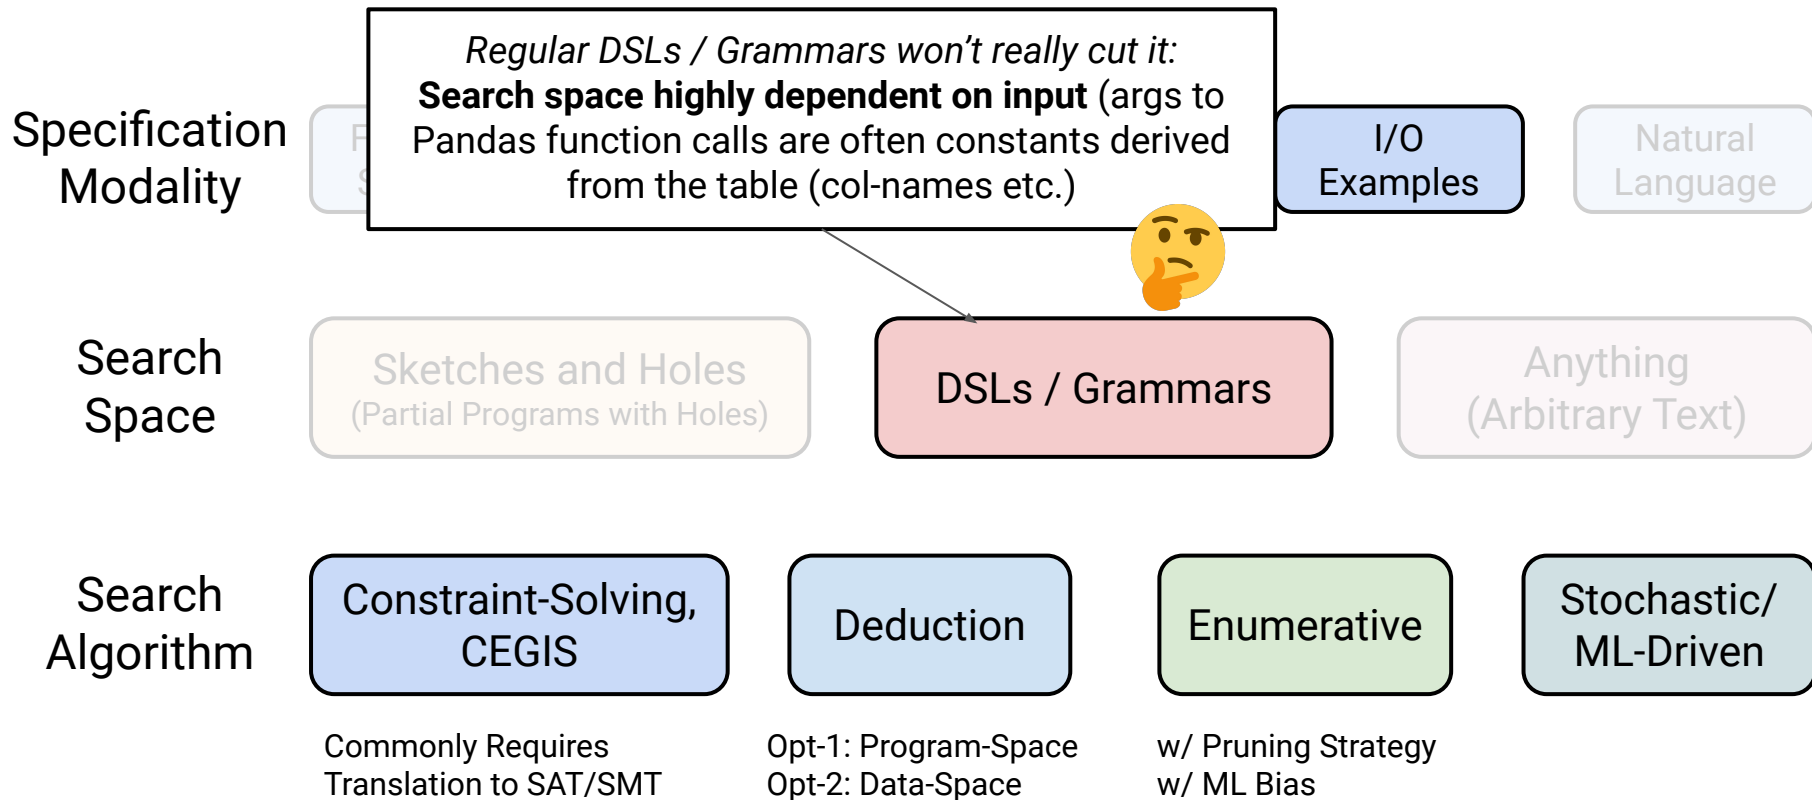 Regular DSLs / Grammars won't really cut it:
Search space highly dependent on input (args to
Pandas function calls are often constants derived
from the table (col-names etc.)
Specification
Modality
I/O
Examples
Natural
Language
Search
Space
Sketches and Holes
(Partial Programs with Holes)
DSLs / Grammars
Anything
(Arbitrary Text)
Search
Algorithm
Constraint-Solving,
CEGIS
Deduction
Enumerative
Stochastic/
ML-Driven
Commonly Requires
Translation to SAT/SMT
Opt-1: Program-Space
Opt-2: Data-Space
w/ Pruning Strategy
w/ ML Bias